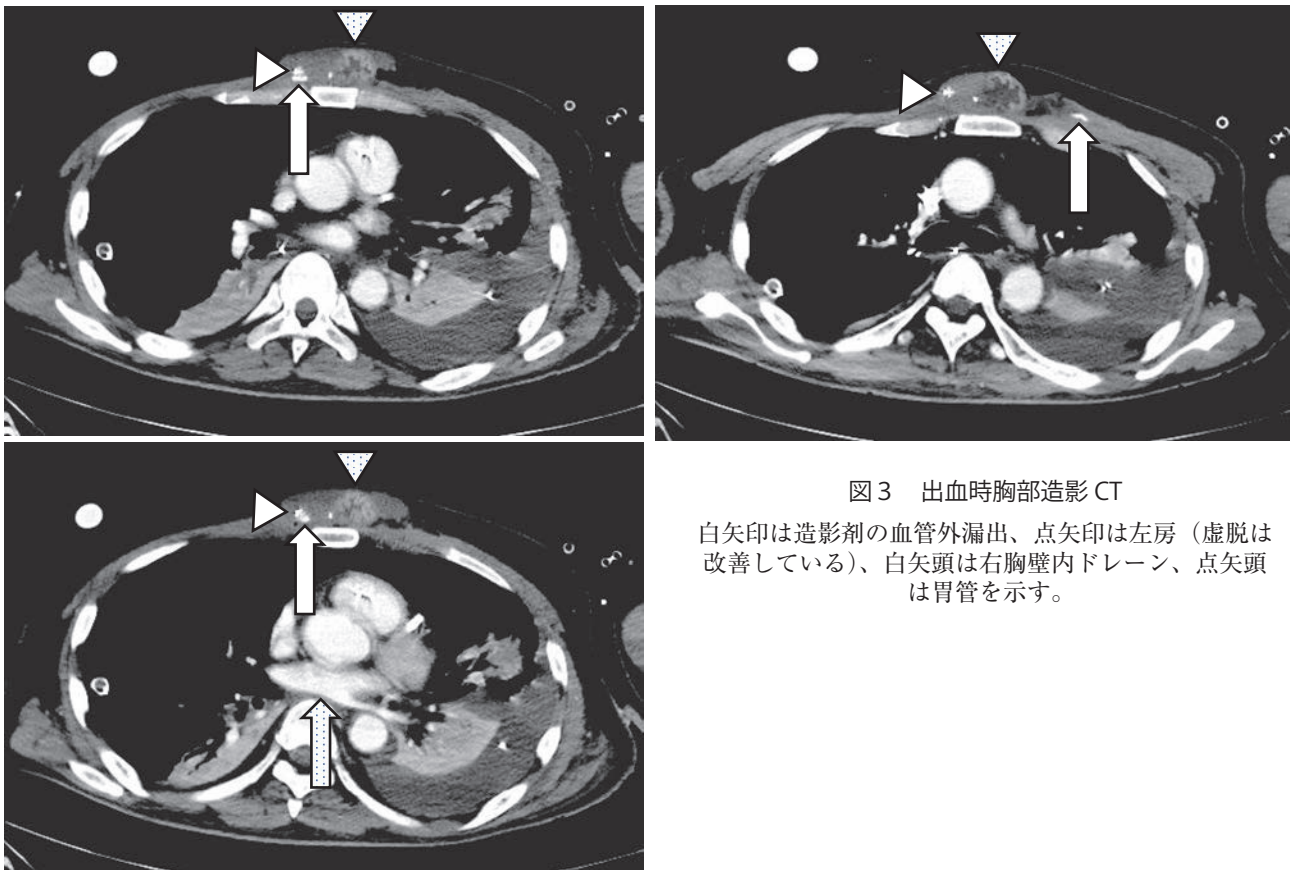 図3 出血時胸部造影 CT
白矢印は造影剤の血管外漏出、点矢印は左房（虚脱は
改善している）、白矢頭は右胸壁内ドレーン、点矢頭
は胃管を示す。